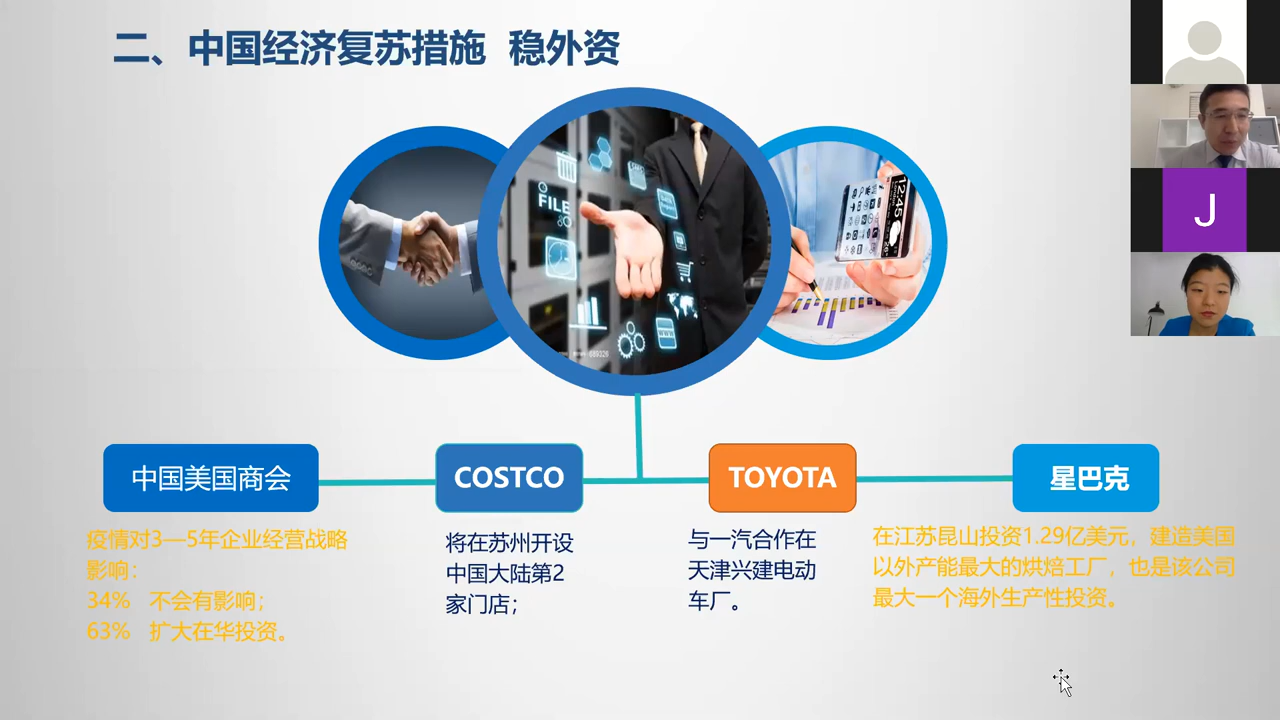 二、中国经济复苏措施 稳外资
FILE
12:45
J
中国美国商会
COSTCO
TOYOTA
星巴克
疫情对3—5年企业经营战略
影响：
34% 不会有影响；
63% 扩大在华投资。
将在苏州开设
中国大陆第2
家门店；
与一汽合作在
天津兴建电动
车厂。
在江苏昆山投资1.29亿美元，建造美国
以外产能最大的烘焙工厂，也是该公司
最大一个海外生产性投资。